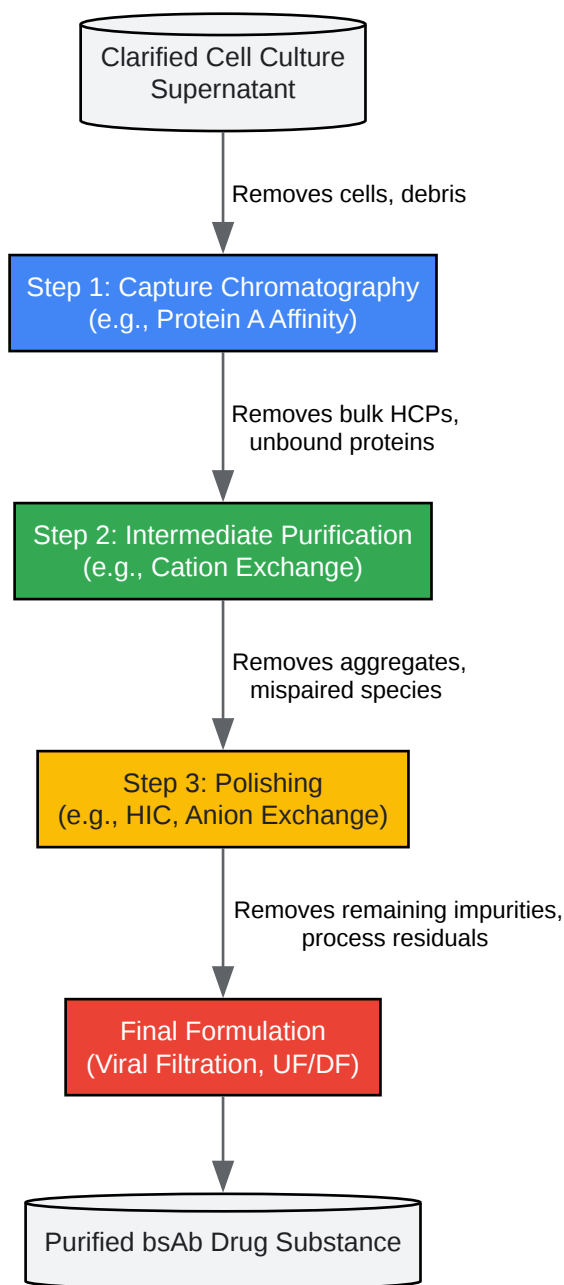 Clarified Cell Culture
Supernatant
Removes cells, debris
Step 1: Capture Chromatography
(e.g., Protein A Affinity)
Removes bulk HCPs,
unbound proteins
Step 2: Intermediate Purification
(e.g., Cation Exchange)
Removes aggregates,
mispaired species
Step 3: Polishing
(e.g., HIC, Anion Exchange)
Removes remaining impurities,
process residuals
Final Formulation
(Viral Filtration, UF/DF)
Purified bsAb Drug Substance